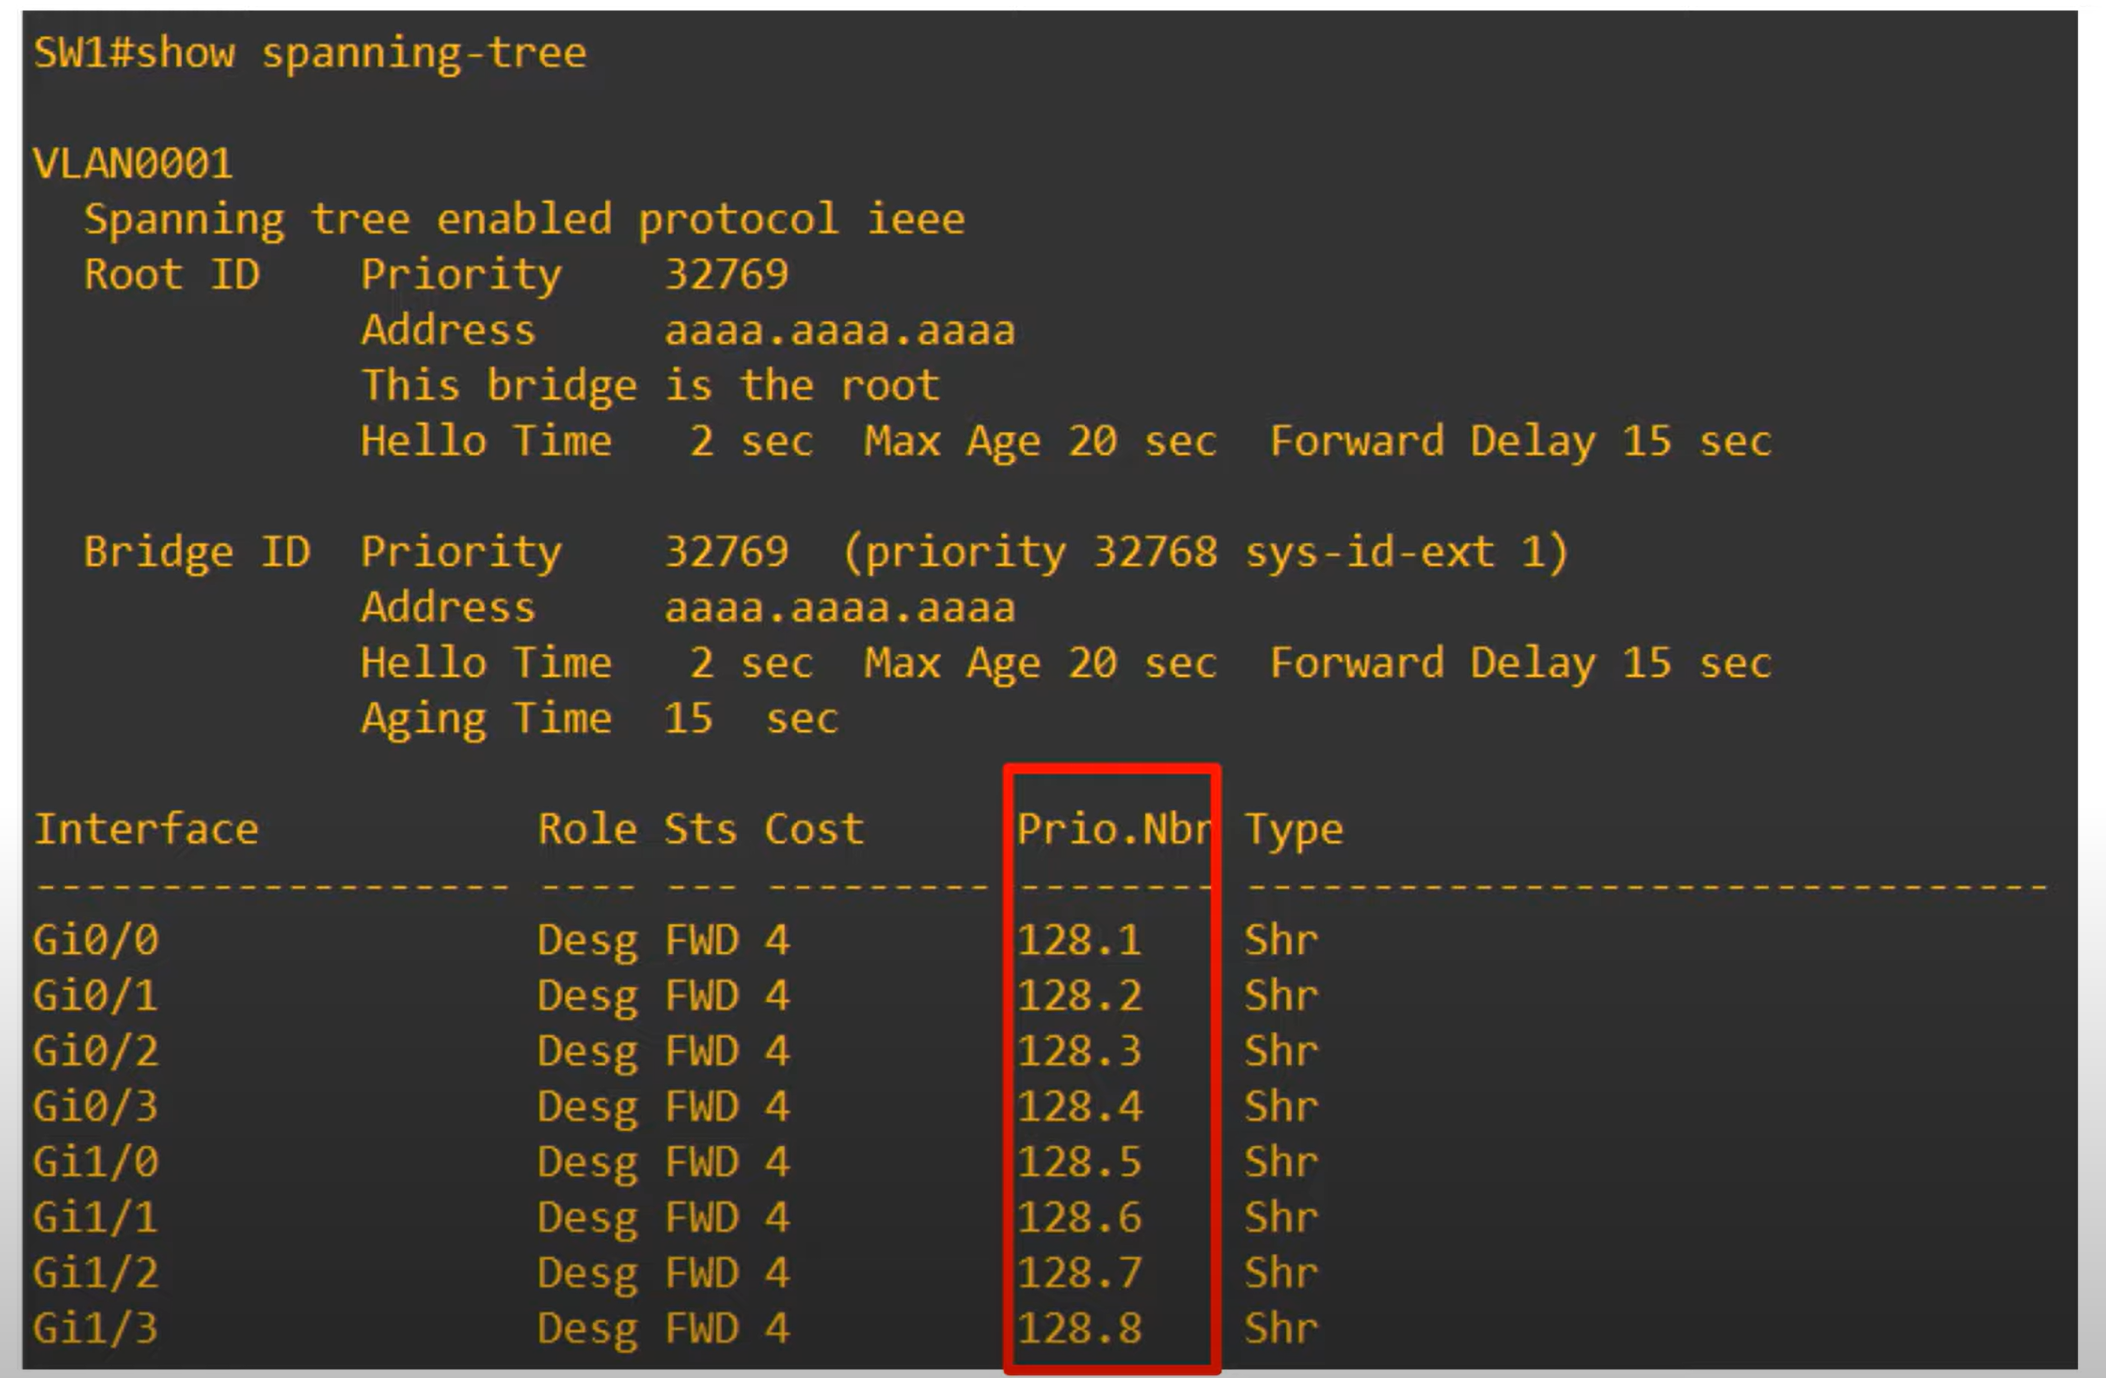 SW1#show spanning-tree
VLAN0001
Spanning tree enabled protocol ieee
Root ID Priority 32769
Address aaaa.aaaa.aaaa
This bridge is the root
Hello Time 2 sec Max Age 20 sec Forward Delay 15 sec
Bridge ID Priority 32769 (priority 32768 sys-id-ext 1)
Address aaaa.aaaa.aaaa
Hello Time 2 sec Max Age 20 sec Forward Delay 15 sec
Aging Time 15 sec
Interface Role Sts Cost Prio.Nbr Type
------------------- ---- --- --------- -------- --------------------------------
Gi0/0 Desg FWD 4 128.1 Shr
Gi0/1 Desg FWD 4 128.2 Shr
Gi0/2 Desg FWD 4 128.3 Shr
Gi0/3 Desg FWD 4 128.4 Shr
Gi1/0 Desg FWD 4 128.5 Shr
Gi1/1 Desg FWD 4 128.6 Shr
Gi1/2 Desg FWD 4 128.7 Shr
Gi1/3 Desg FWD 4 128.8 Shr